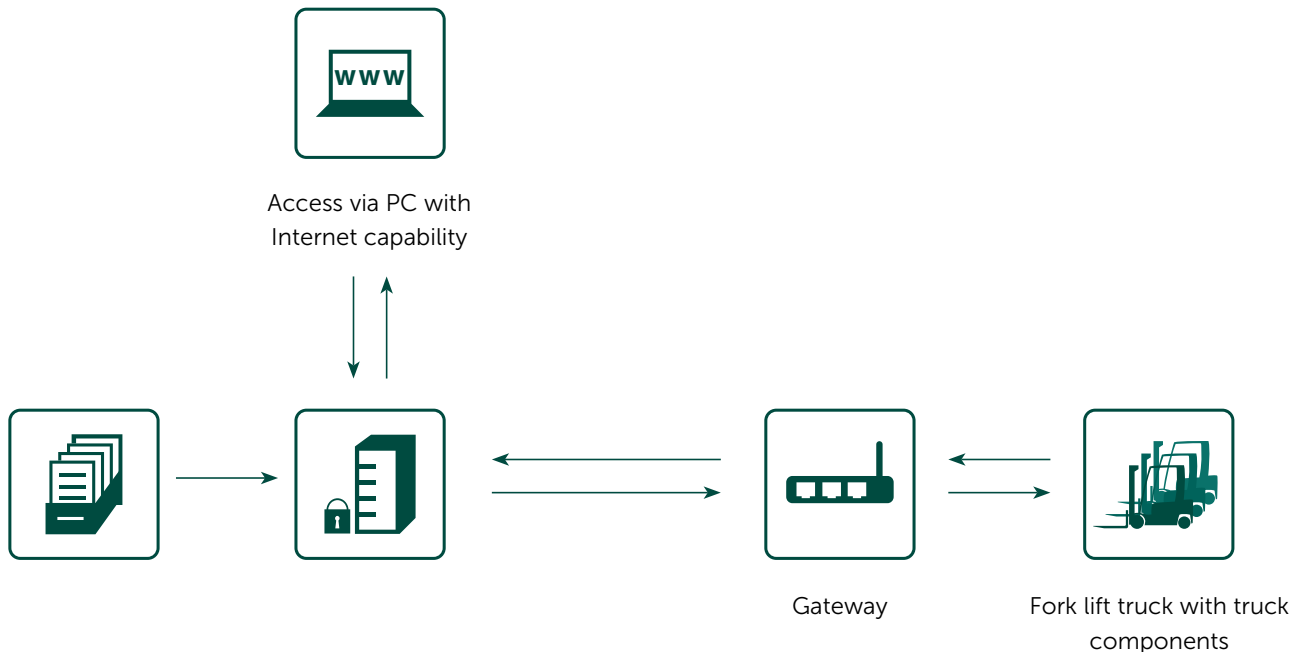 www
Access via PC with
Internet capability
Gateway
Fork lift truck with truck
components